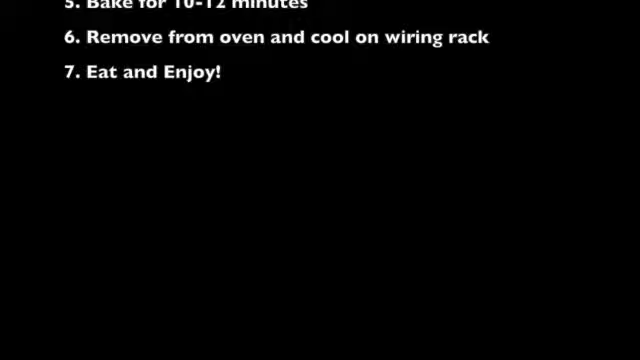 5. Bake for 10-12 minutes
6. Remove from oven and cool on wiring rack
7. Eat and Enjoy!